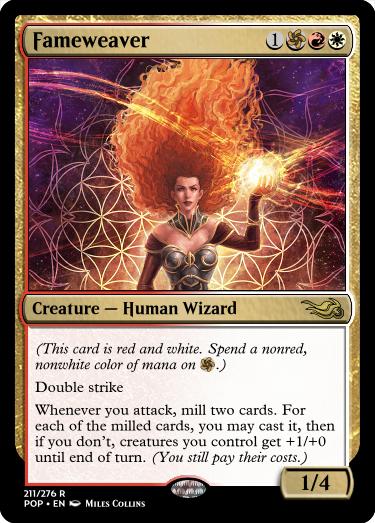 Fameweaver 1
Creature — Human Wizard
(This card is red and white. Spend a nonred,
nonwhite color of mana on .)
Double strike
Whenever you attack, mill two cards. For
each of the milled cards, you may cast it, then
if you don't, creatures you control get +1/+0
until end of turn. (You still pay their costs.)
1/4
211/276 R
POP • EN Miles Collins